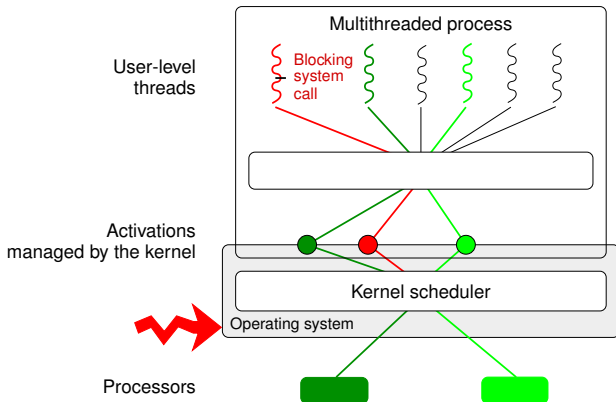 Multithreaded process
User-level
threads
Blocking
system
call
Activations
managed by the kernel
Kernel scheduler
Operating system
Processors